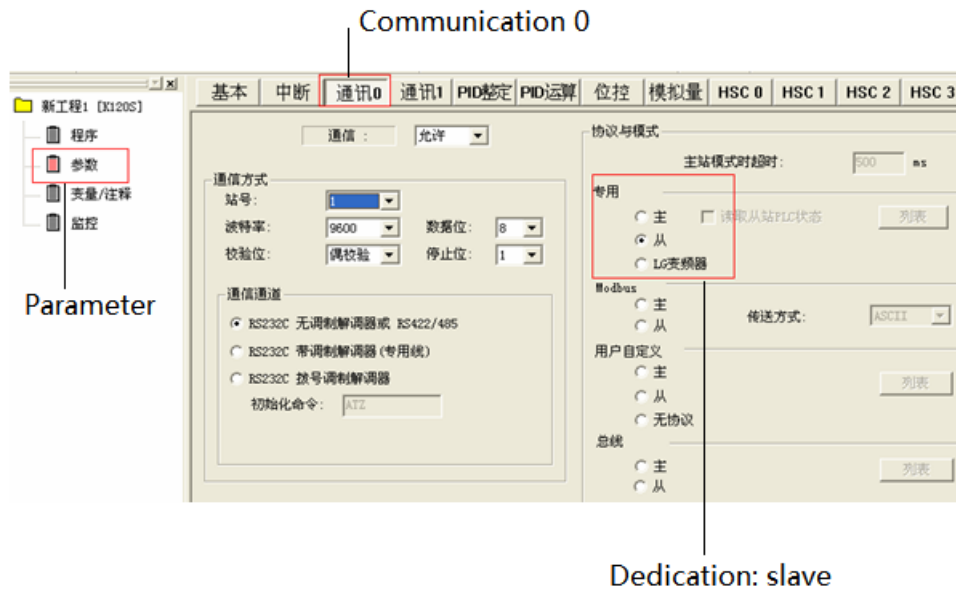 Communication 0
基本 中断 通讯0 通讯1 PID整定 PID运算 位控 模拟量 HSC 0 HSC 1 HSC 2 HSC 3
新工程1 [K120S]
程序
参数
变量/注释
监控
Parameter
通信 : 允许
通信方式
站号: 1
波特率: 9600 数据位: 8
校验位: 偶校验 停止位: 1
通信通道
RS232C 无调制解调器或 RS422/485
RS232C 带调制解调器(专用线)
RS232C 拨号调制解调器
初始化命令: ATZ
协议与模式
主站模式时超时: 500 ms
专用
主 读取从站PLC状态 列表
从
LG变频器
Modbus
主
从
传送方式: ASCII
用户自定义
主
从
无协议
列表
总线
主
从
列表
Dedication: slave